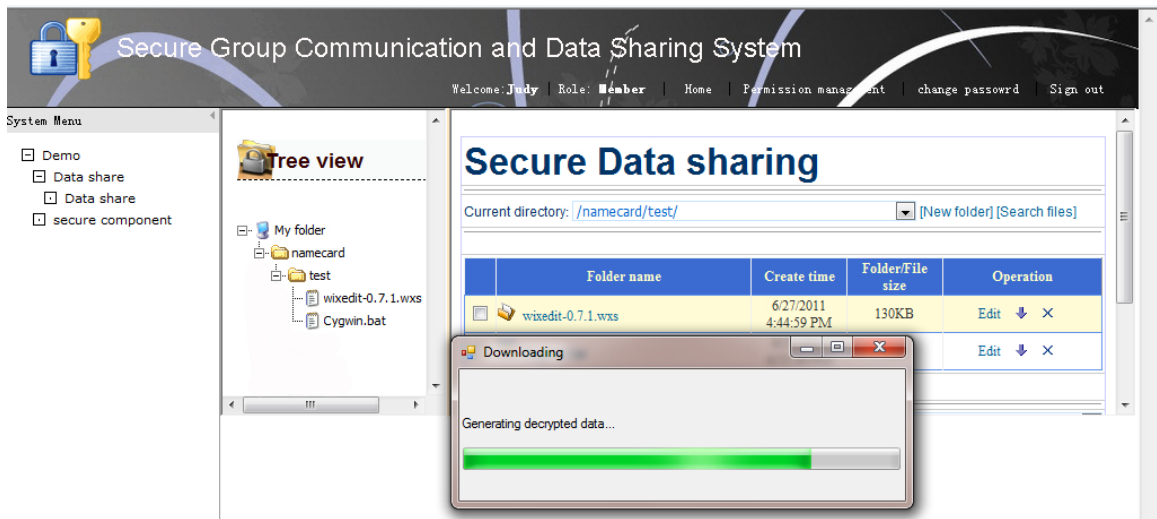 Secure Group Communication and Data Sharing System
Welcome:Judy Role: Member Home Permission management change passowrd Sign out
System Menu
Demo
Data share
Data share
secure component
Tree view
My folder
namecard
test
wixedit-0.7.1.wxs
Cygwin.bat
Secure Data sharing
Current directory: /namecard/test/ [New folder] [Search files]
Folder name Create time Folder/File size Operation
wixedit-0.7.1.wxs 6/27/2011 4:44:59 PM 130KB Edit
Edit
Downloading
Generating decrypted data...